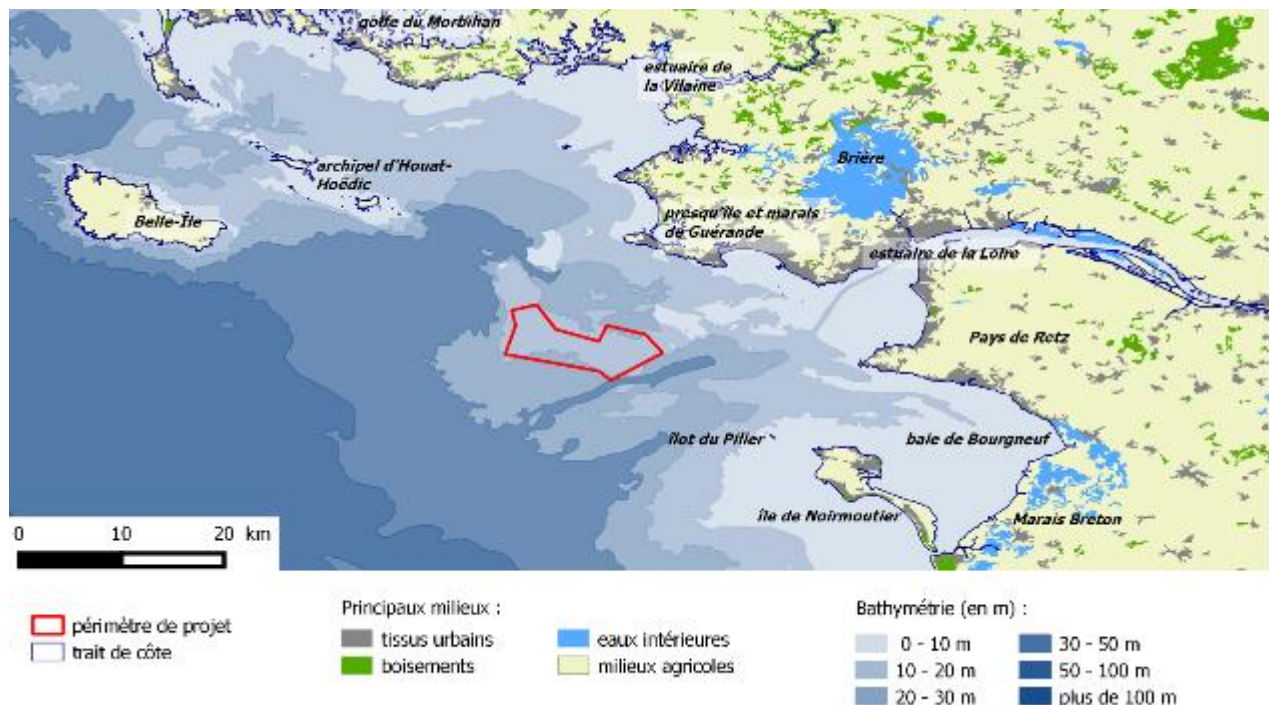 golfe du Morbihan
estuaire de
la Vilaine
archipel d'Houat-
Hoëdic
Brière
Belle-Île
presqu'île et marais
de Guérande
estuaire de la Loire
Pays de Retz
îlot du Pilier
baie de Bourgneuf
île de Noirmoutier
Marais Breton
0 10 20 km
périmètre de projet
trait de côte
Principaux milieux :
tissus urbains
boisements
eaux intérieures
milieux agricoles
Bathymétrie (en m) :
0 - 10 m
10 - 20 m
20 - 30 m
30 - 50 m
50 - 100 m
plus de 100 m